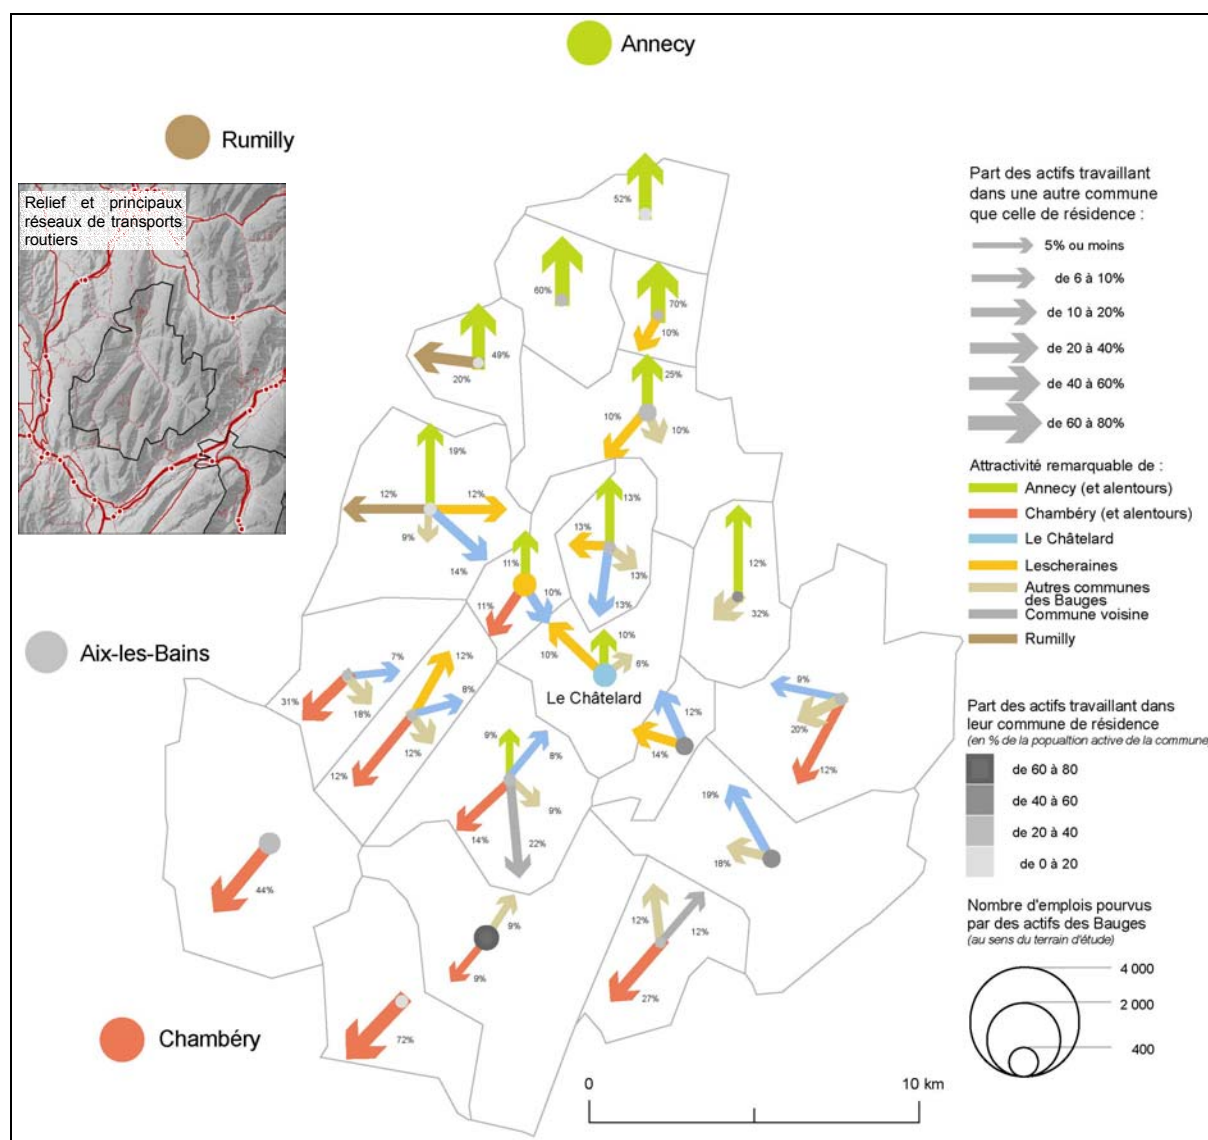 Annecy
Rumilly
Relief et principaux
réseaux de transports
routiers
52%
60%
70%
10%
49%
20%
25%
10%
10%
19%
12%
12%
9%
14%
13%
13%
13%
13%
12%
32%
11%
10%
11%
10%
10%
6%
Le Châtelard
Aix-les-Bains
7%
31%
18%
12%
8%
12%
12%
9%
8%
9%
14%
22%
12%
14%
9%
20%
12%
19%
18%
44%
9%
9%
12%
12%
27%
72%
Chambéry
0
10 km
Part des actifs travaillant
dans une autre commune
que celle de résidence :
5% ou moins
de 6 à 10%
de 10 à 20%
de 20 à 40%
de 40 à 60%
de 60 à 80%
Attractivité remarquable de :
Annecy (et alentours)
Chambéry (et alentours)
Le Châtelard
Lescheraines
Autres communes
des Bauges
Commune voisine
Rumilly
Part des actifs travaillant dans
leur commune de résidence
(en % de la popualtion active de la commune)
de 60 à 80
de 40 à 60
de 20 à 40
de 0 à 20
Nombre d'emplois pourvus
par des actifs des Bauges
(au sens du terrain d'étude)
4 000
2 000
400